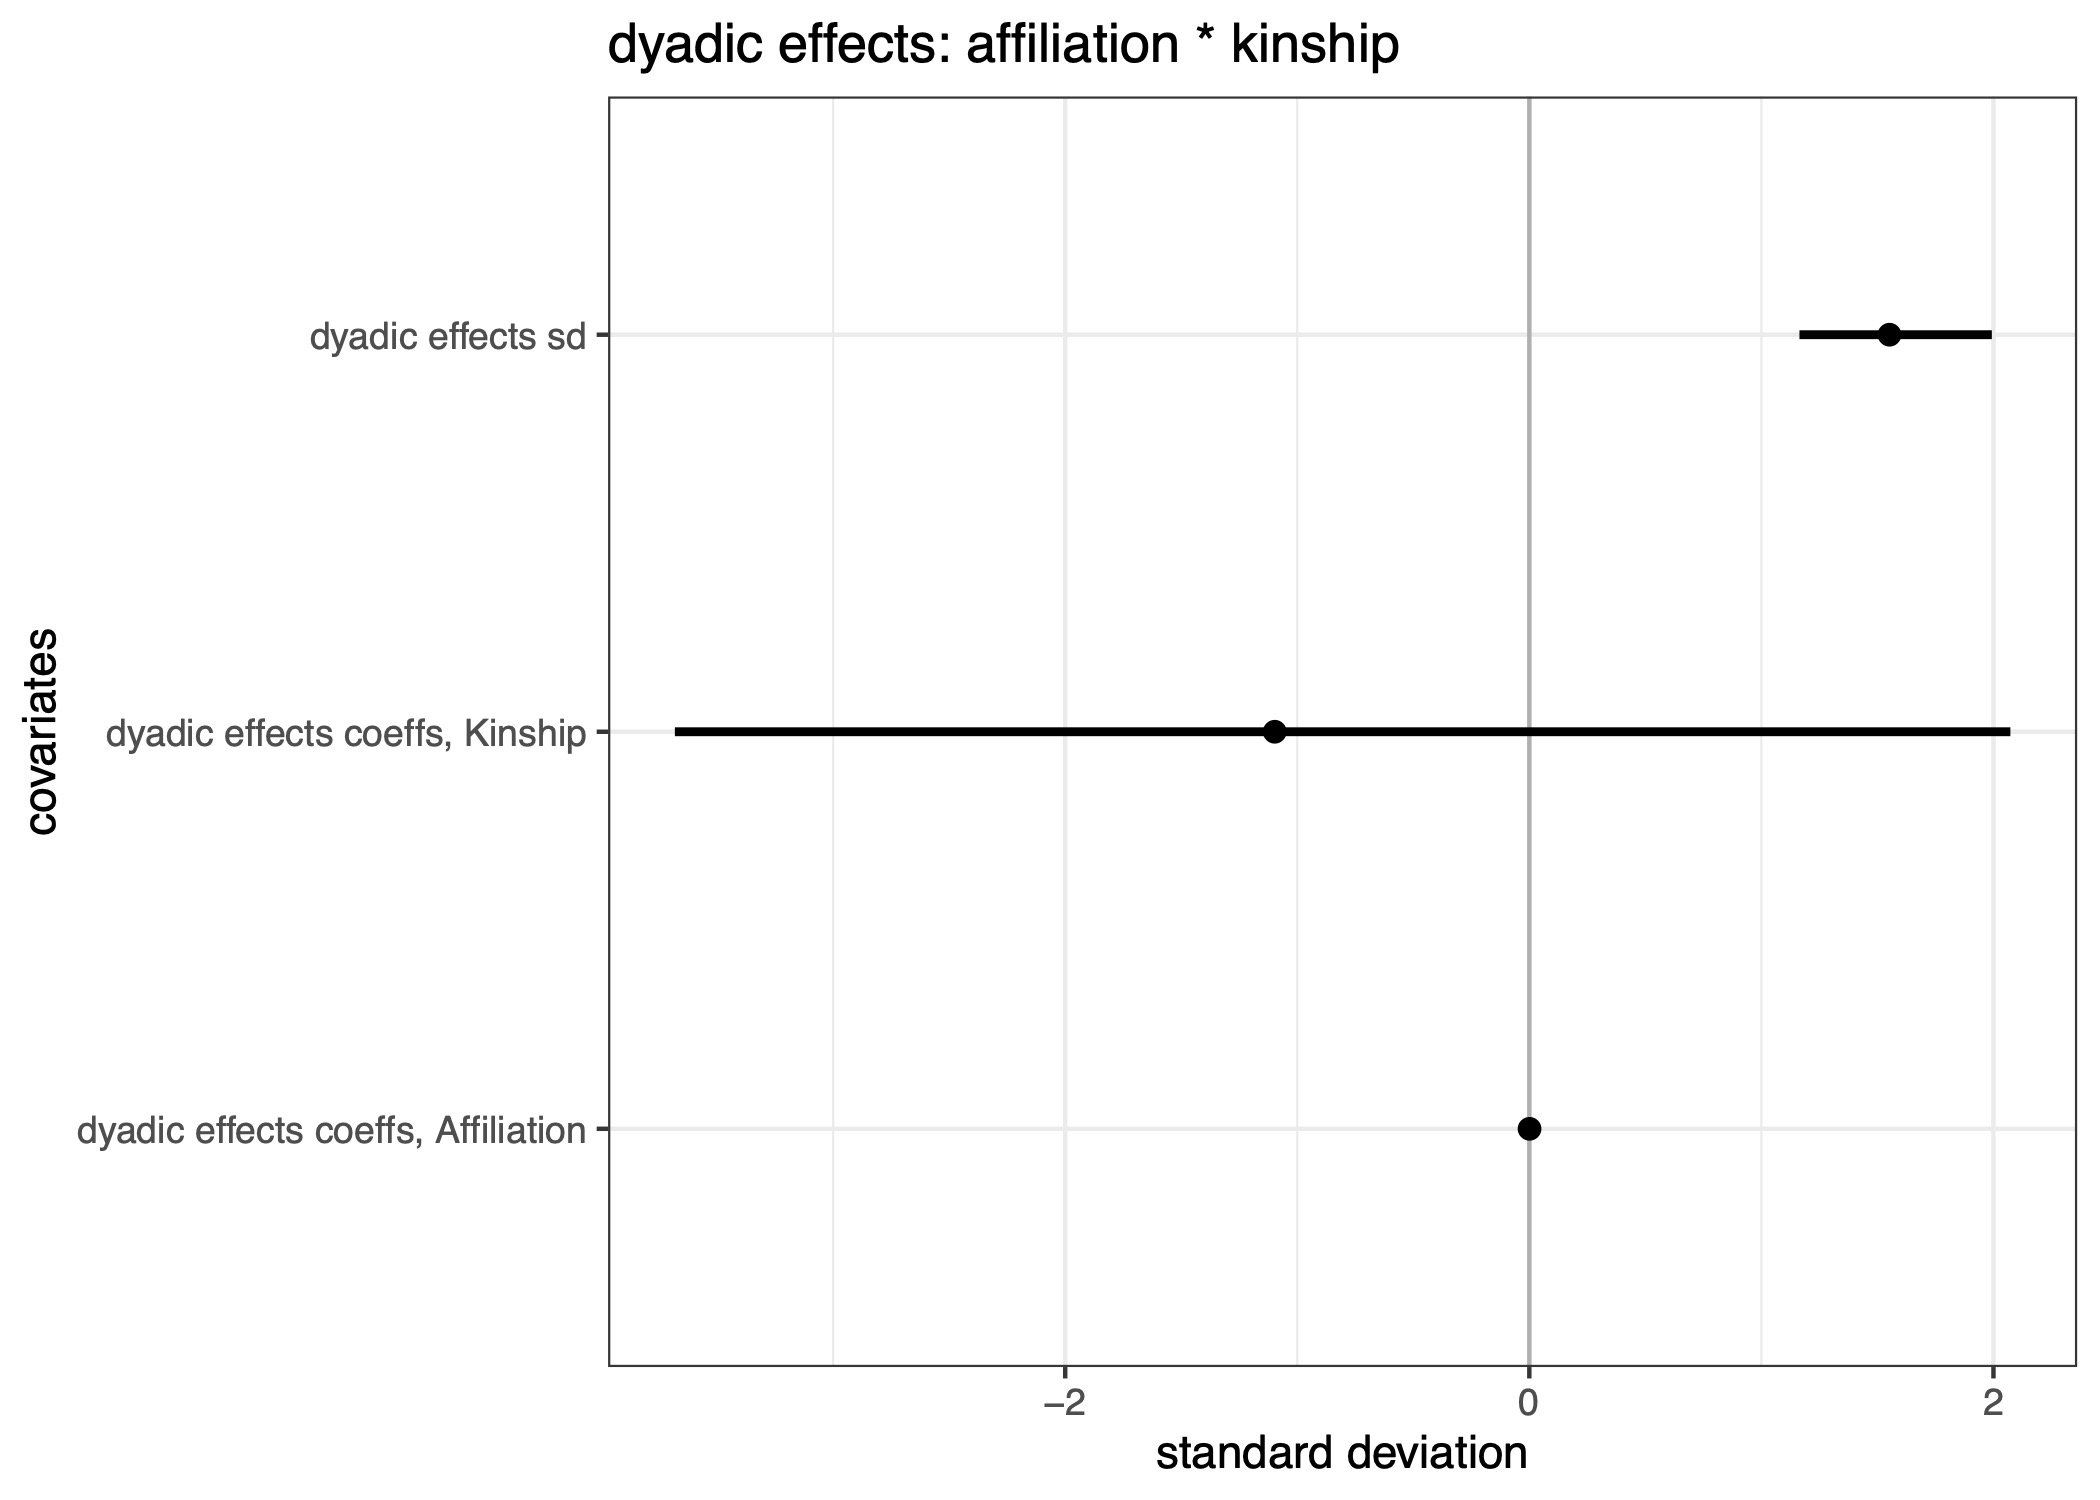 dyadic effects: affiliation * kinship
covariates
dyadic effects sd
dyadic effects coeffs, Kinship
dyadic effects coeffs, Affiliation
−2
0
2
standard deviation